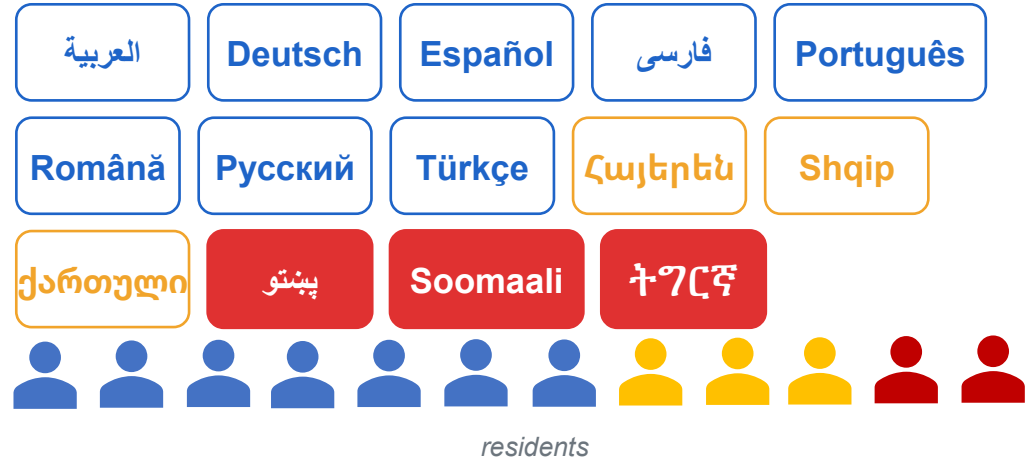 العربية
Deutsch
Español
فارسی
Português
Română
Русский
Türkçe
Հայերեն
Shqip
ქართული
پښتو
Soomaali
ትግርኛ
residents